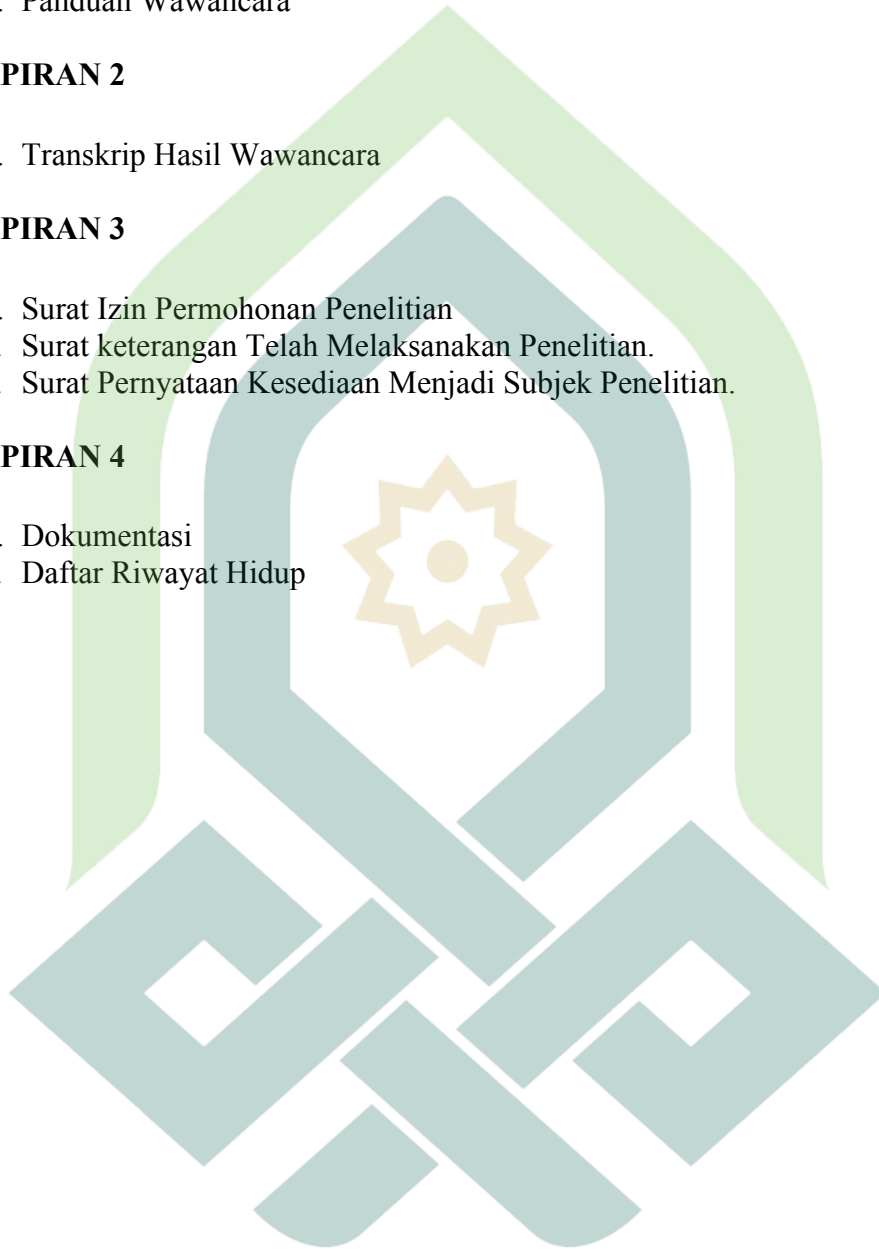 . Panduan Wawancara
PIRAN 2
. Transkrip Hasil Wawancara
PIRAN 3
. Surat Izin Permohonan Penelitian
. Surat keterangan Telah Melaksanakan Penelitian.
. Surat Pernyataan Kesediaan Menjadi Subjek Penelitian.
PIRAN 4
. Dokumentasi
. Daftar Riwayat Hidup